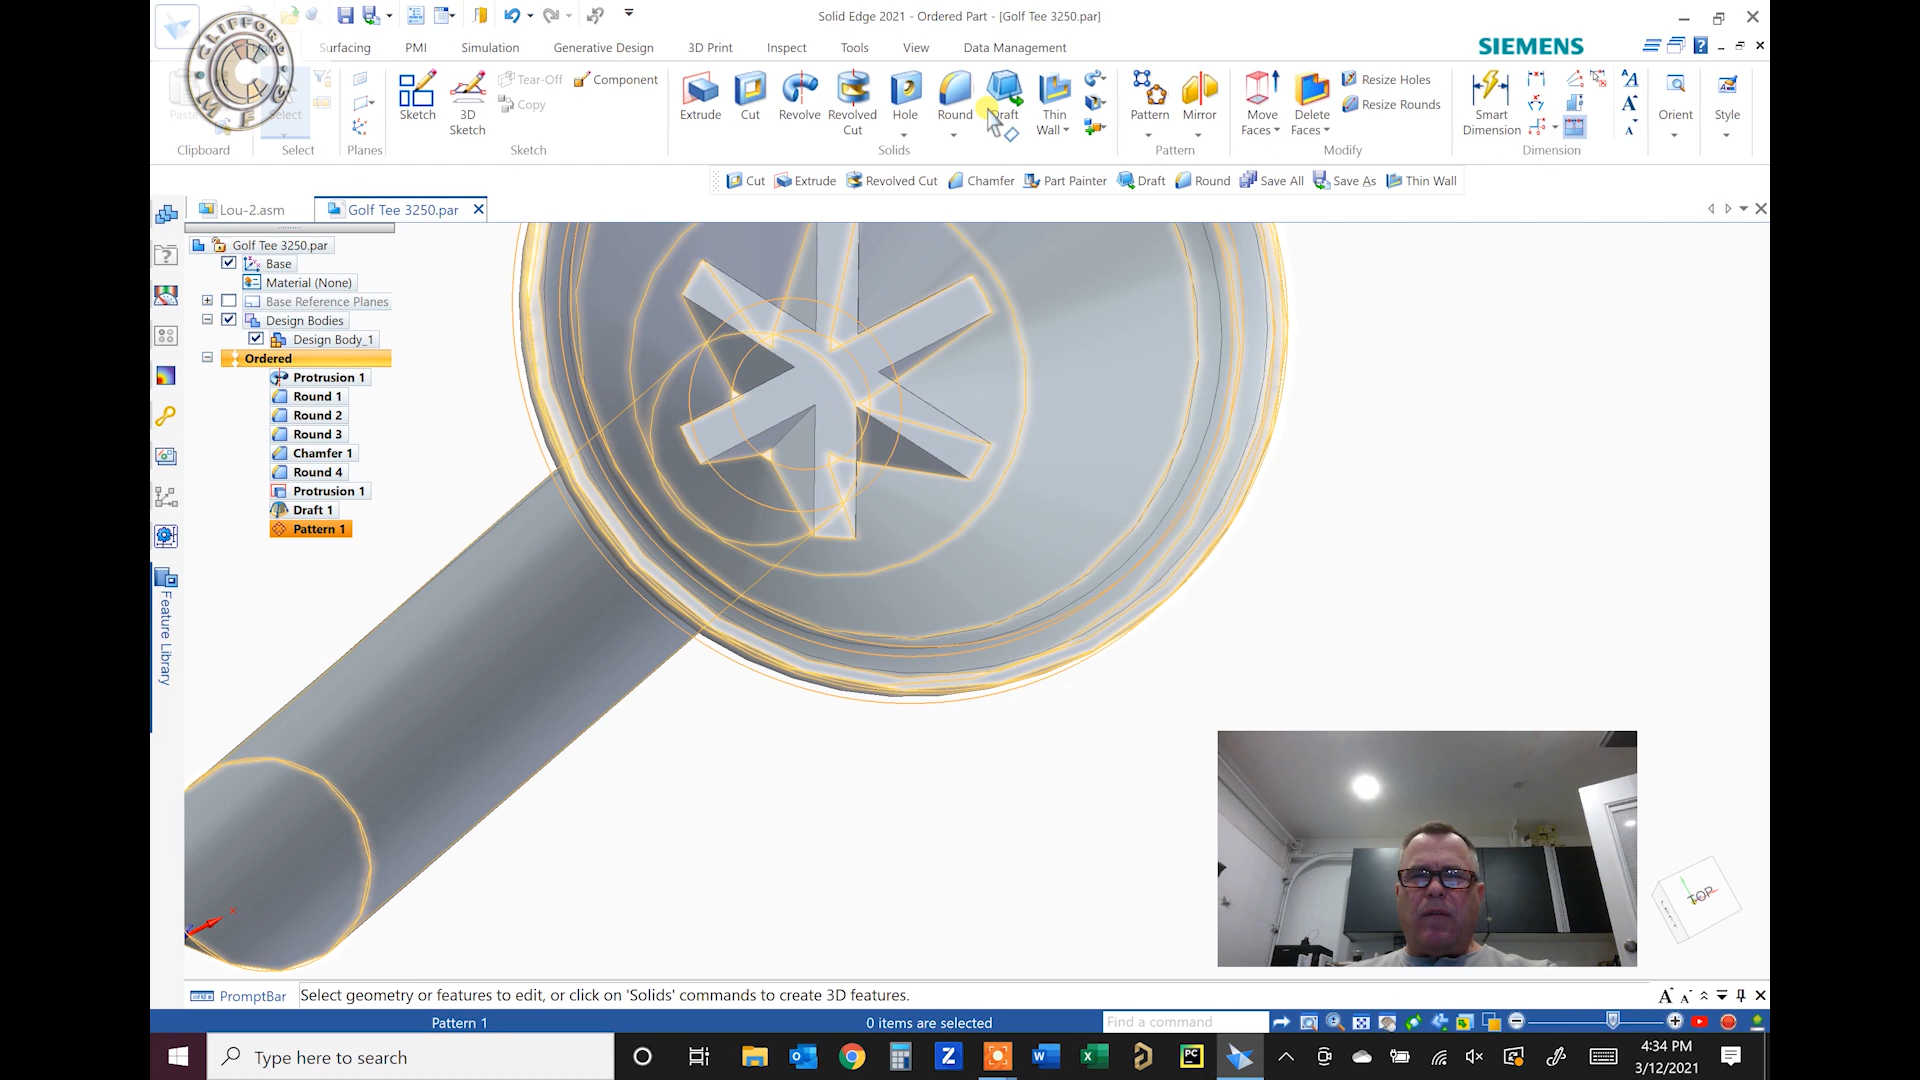 Solid Edge 2021 - Ordered Part - [Golf Tee 3250.par]
CLIFFORD
Surfacing PMI Simulation Generative Design 3D Print Inspect Tools View Data Management
SIEMENS
Paste
Select
Clipboard
Select
Planes
Sketch
3D Sketch
Tear-Off
Copy
Component
Sketch
Extrude
Cut
Revolve
Revolved Cut
Hole
Round
Draft
Thin Wall
Solids
Pattern
Mirror
Pattern
Move Faces
Delete Faces
Resize Holes
Resize Rounds
Modify
Smart Dimension
Dimension
Orient
Style
Cut Extrude Revolved Cut Chamfer Part Painter Draft Round Save All Save As Thin Wall
Lou-2.asm
Golf Tee 3250.par
Golf Tee 3250.par
Base
Material (None)
Base Reference Planes
Design Bodies
Design Body_1
Ordered
Protrusion 1
Round 1
Round 2
Round 3
Chamfer 1
Round 4
Protrusion 1
Draft 1
Pattern 1
Feature Library
TOP
PromptBar
Select geometry or features to edit, or click on 'Solids' commands to create 3D features.
Pattern 1
0 items are selected
Find a command
Type here to search
4:34 PM
3/12/2021